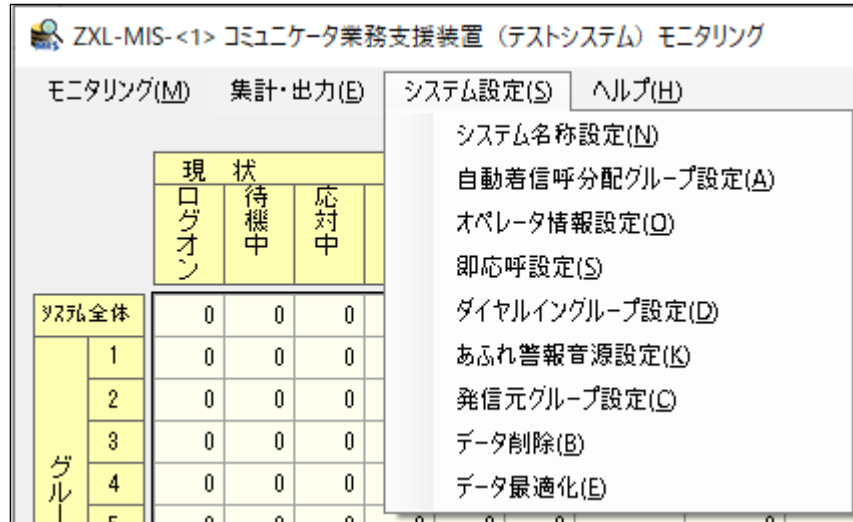 ZXL-MIS-<1> コミュニケータ業務支援装置（テストシステム）モニタリング
モニタリング(M) 集計・出力(E) システム設定(S) ヘルプ(H)
システム名称設定(N)
自動着信呼分配グループ設定(A)
オペレータ情報設定(O)
即応呼設定(S)
ダイヤルイングループ設定(D)
あふれ警報音源設定(K)
発信元グループ設定(C)
データ削除(B)
データ最適化(E)
現 状
ログオン 待機中 応対中
システム全体 0 0 0
グルー
1 0 0 0
2 0 0 0
3 0 0 0
4 0 0 0